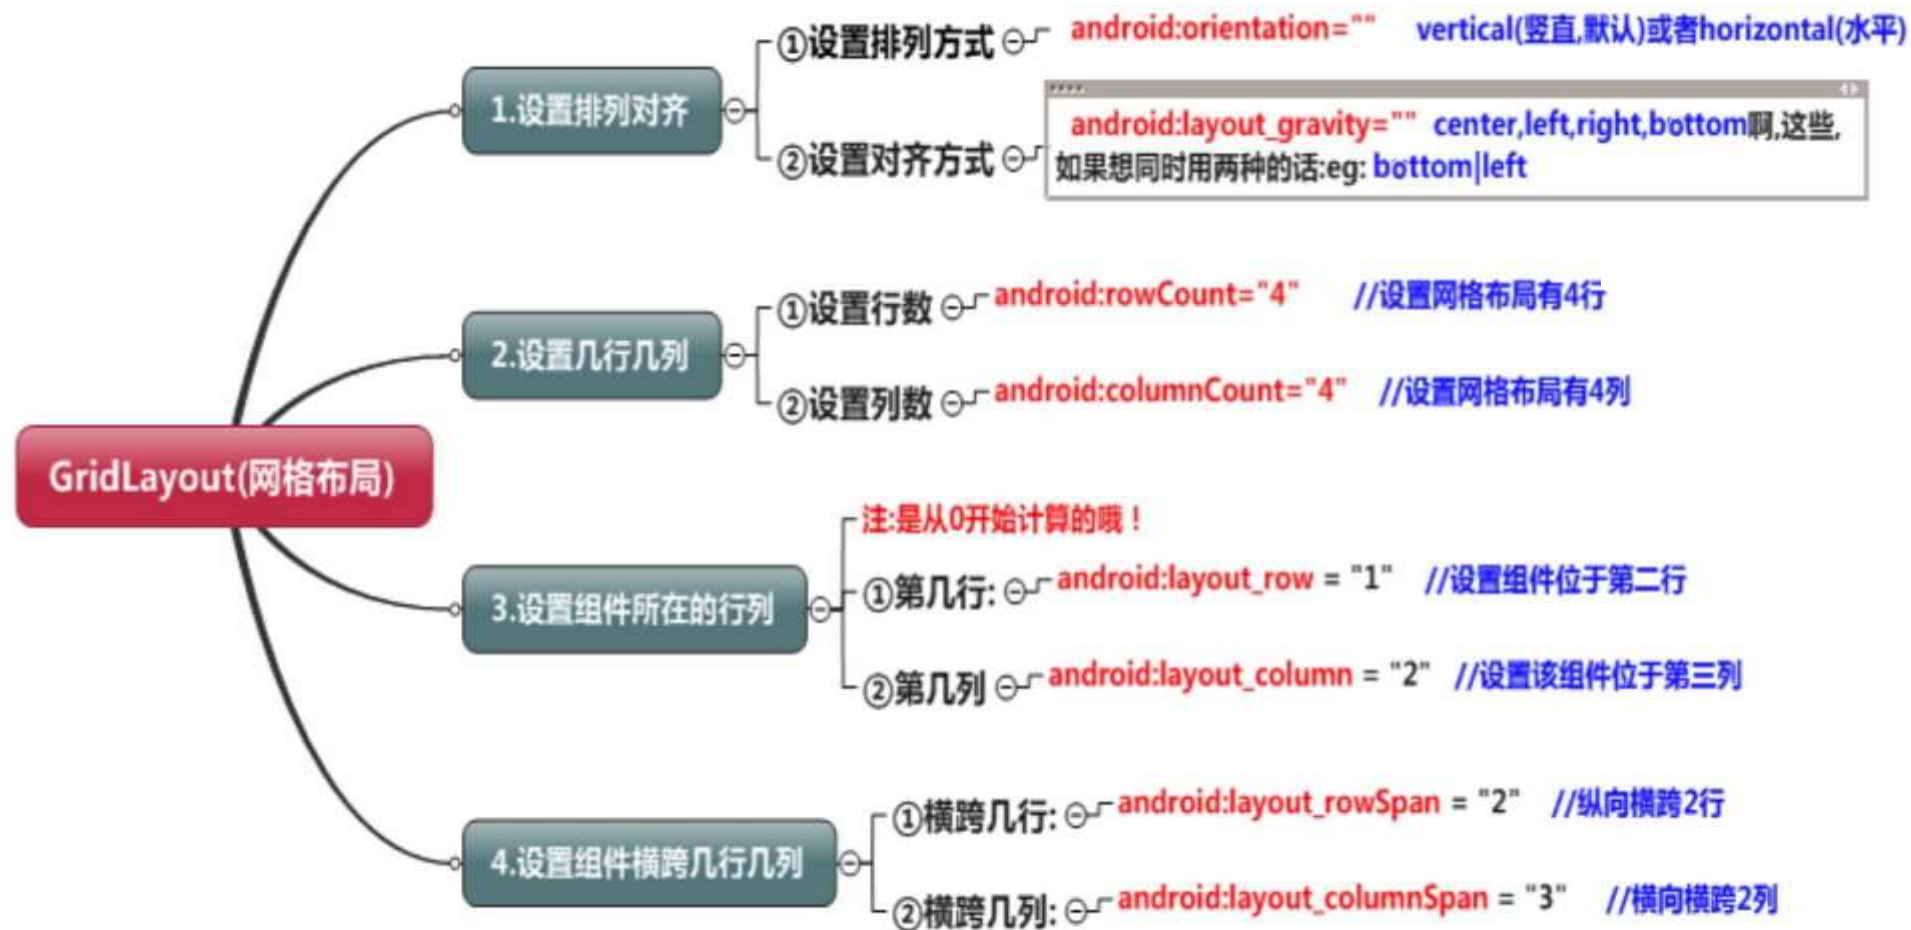 GridLayout(网格布局)
1.设置排列对齐
①设置排列方式
android:orientation="" vertical(竖直,默认)或者horizontal(水平)
②设置对齐方式
android:layout_gravity="" center,left,right,bottom啊,这些,
如果想同时用两种的话:eg: bottom|left
2.设置几行几列
①设置行数
android:rowCount="4" //设置网格布局有4行
②设置列数
android:columnCount="4" //设置网格布局有4列
3.设置组件所在的行列
注:是从0开始计算的哦！
①第几行:
android:layout_row = "1" //设置组件位于第二行
②第几列
android:layout_column = "2" //设置该组件位于第三列
4.设置组件横跨几行几列
①横跨几行:
android:layout_rowSpan = "2" //纵向横跨2行
②横跨几列:
android:layout_columnSpan = "3" //横向横跨2列